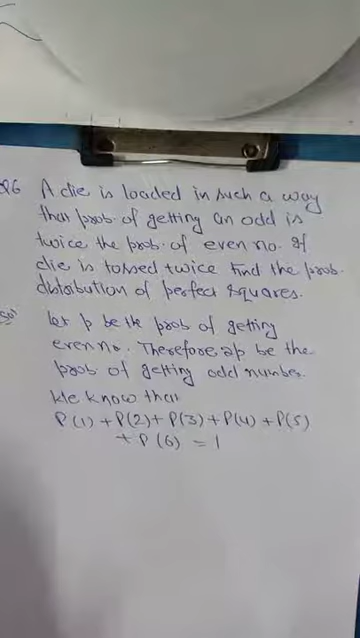 Q6 A die is loaded in such a way
that prob. of getting an odd is
twice the prob. of even no. If
die is tossed twice Find the prob.
distribution of perfect squares.
Sol let p be the prob of getting
even no. Therefore 2p be the
prob of getting odd number.
We know that
P(1) + P(2) + P(3) + P(4) + P(5)
+ P(6) = 1